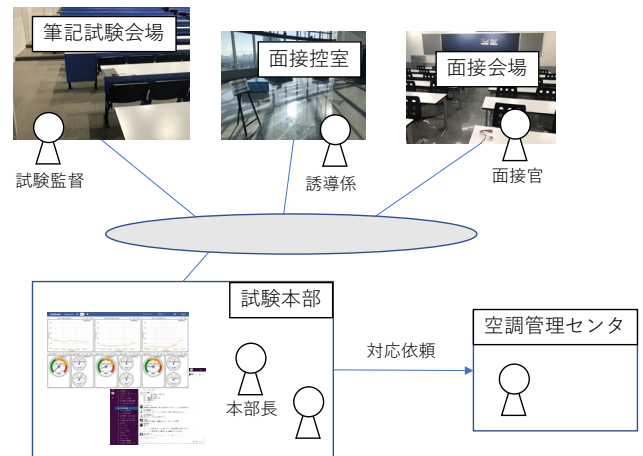 筆記試験会場
面接控室
面接会場
試験監督
誘導係
面接官
試験本部
本部長
対応依頼
空調管理センタ